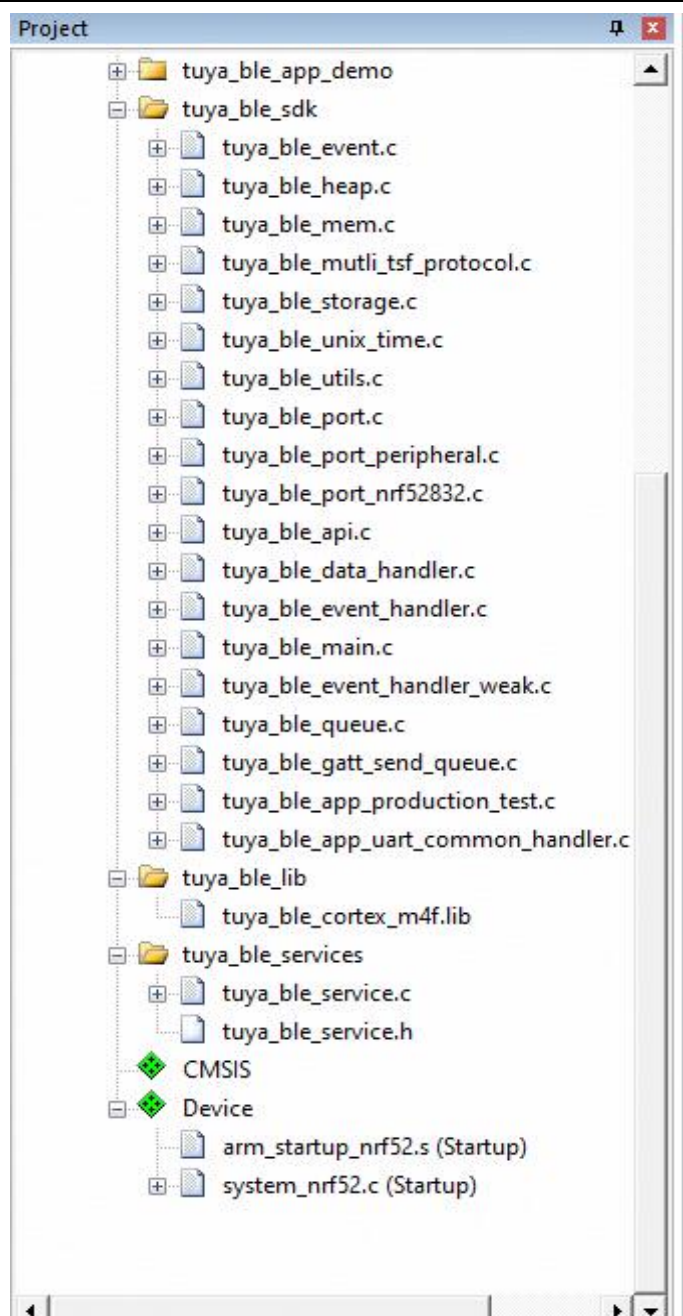 Project
tuya_ble_app_demo
tuya_ble_sdk
tuya_ble_event.c
tuya_ble_heap.c
tuya_ble_mem.c
tuya_ble_mutli_tsf_protocol.c
tuya_ble_storage.c
tuya_ble_unix_time.c
tuya_ble_utils.c
tuya_ble_port.c
tuya_ble_port_peripheral.c
tuya_ble_port_nrf52832.c
tuya_ble_api.c
tuya_ble_data_handler.c
tuya_ble_event_handler.c
tuya_ble_main.c
tuya_ble_event_handler_weak.c
tuya_ble_queue.c
tuya_ble_gatt_send_queue.c
tuya_ble_app_production_test.c
tuya_ble_app_uart_common_handler.c
tuya_ble_lib
tuya_ble_cortex_m4f.lib
tuya_ble_services
tuya_ble_service.c
tuya_ble_service.h
CMSIS
Device
arm_startup_nrf52.s (Startup)
system_nrf52.c (Startup)